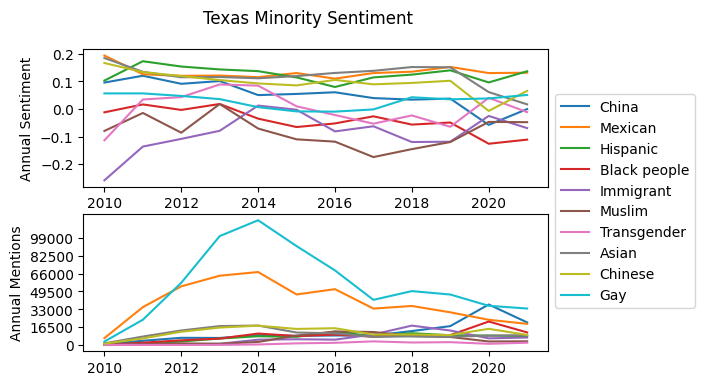 Texas Minority Sentiment
Annual Sentiment
0.2
0.1
0.0
−0.1
−0.2
2010 2012 2014 2016 2018 2020
Annual Mentions
99000
82500
66000
49500
33000
16500
0
2010 2012 2014 2016 2018 2020
China
Mexican
Hispanic
Black people
Immigrant
Muslim
Transgender
Asian
Chinese
Gay